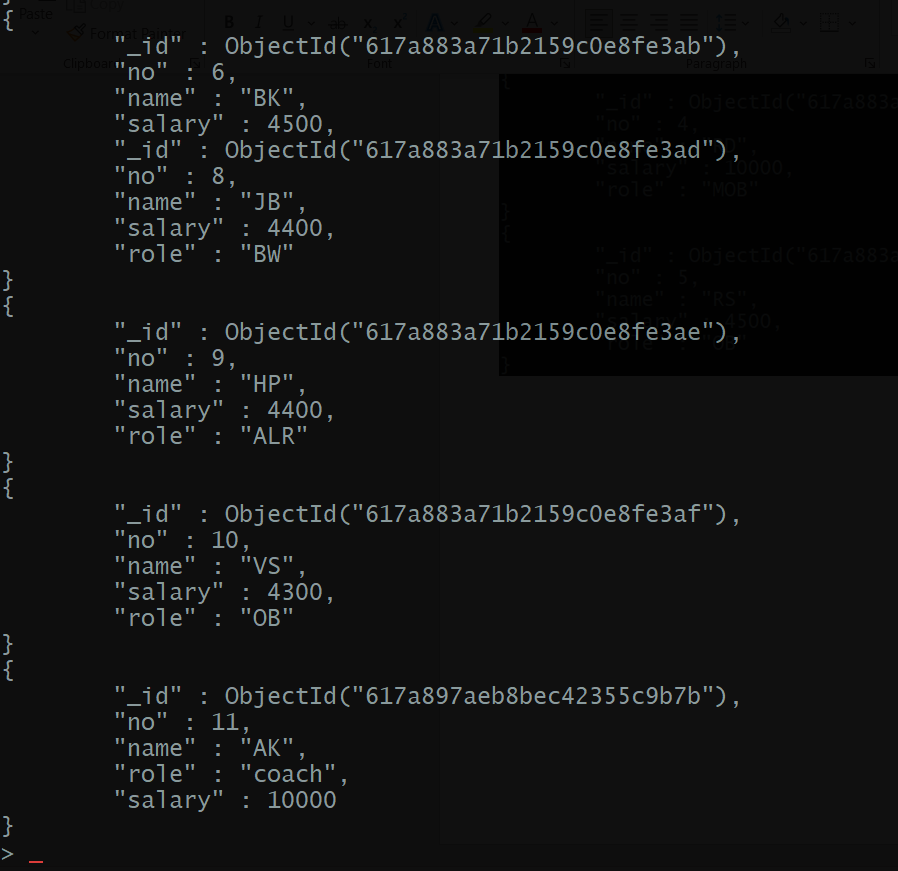 }
{
"_id" : ObjectId("617a883a71b2159c0e8fe3ab"),
"no" : 6,
"name" : "BK",
"salary" : 4500,
"_id" : ObjectId("617a883a71b2159c0e8fe3ad"),
"no" : 8,
"name" : "JB",
"salary" : 4400,
"role" : "BW"
}
{
"_id" : ObjectId("617a883a71b2159c0e8fe3ae"),
"no" : 9,
"name" : "HP",
"salary" : 4400,
"role" : "ALR"
}
{
"_id" : ObjectId("617a883a71b2159c0e8fe3af"),
"no" : 10,
"name" : "VS",
"salary" : 4300,
"role" : "OB"
}
{
"_id" : ObjectId("617a897aeb8bec42355c9b7b"),
"no" : 11,
"name" : "AK",
"role" : "coach",
"salary" : 10000
}
> _
Paste
Format Painter
B I U ab x x A A
Font
Paragraph
{
"_id" : ObjectId("617a883a
"no" : 4,
"salary" : 10000,
"role" : "MOB"
}
{
"_id" : ObjectId("617a883a
"no" : 5,
"name" : "RS",
"salary" : 4500,
}